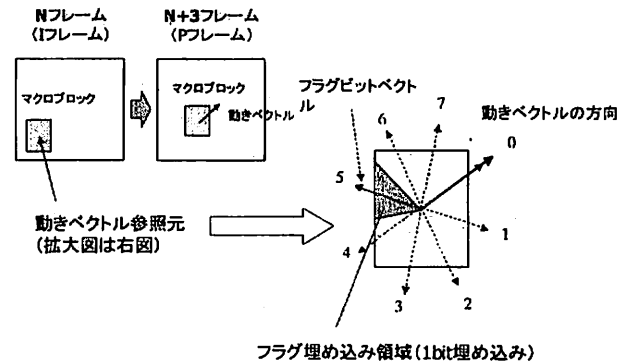 Nフレーム
(Iフレーム)
N+3フレーム
(Pフレーム)
マクロブロック
マクロブロック
動きベクトル
フラグビットベクト
ル
動きベクトルの方向
0
7
6
5
4
3
2
1
動きベクトル参照元
(拡大図は右図)
フラグ埋め込み領域(1bit埋め込み)